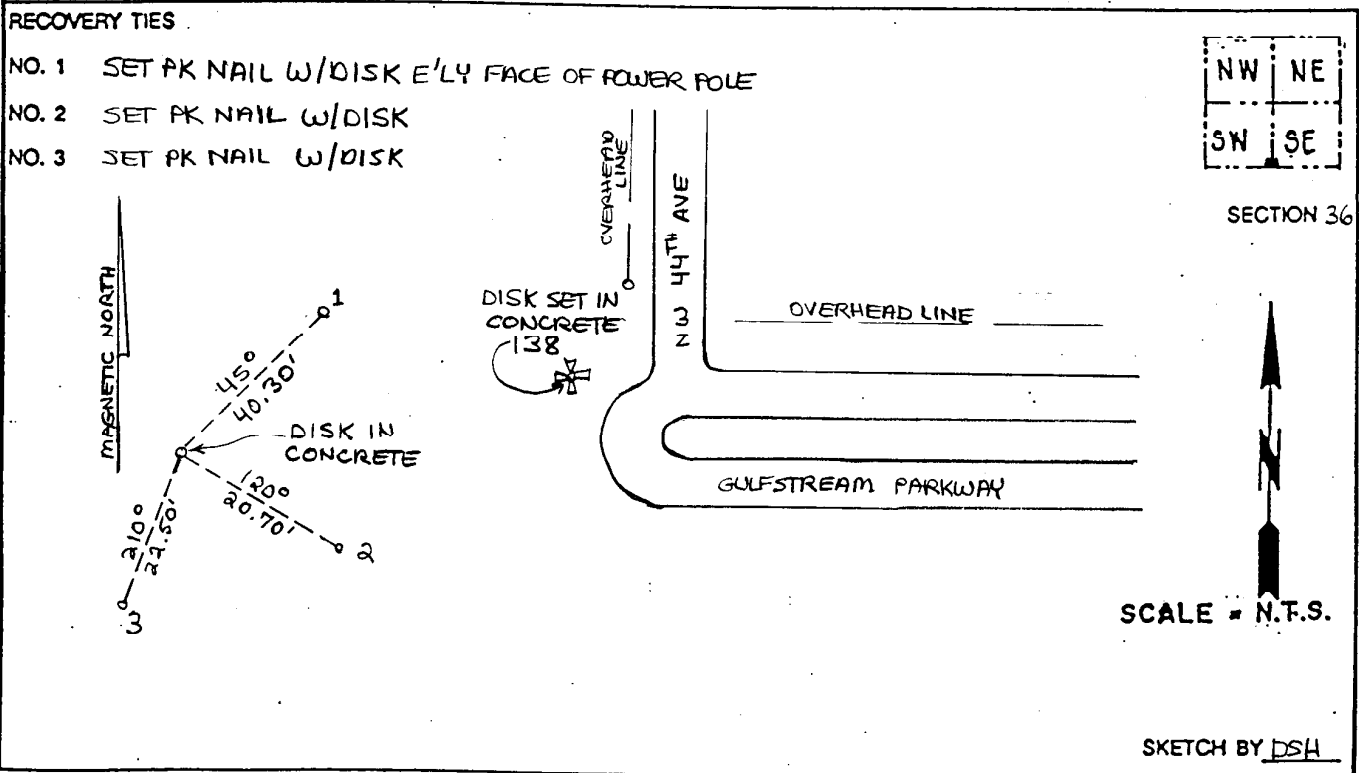 RECOVERY TIES
NO. 1 SET PK NAIL W/DISK E'LY FACE OF POWER POLE
NO. 2 SET PK NAIL W/DISK
NO. 3 SET PK NAIL W/DISK
NW NE
SW SE
SECTION 36
OVERHEAD
LINE
NW 44TH AVE
MAGNETIC NORTH
1
45°
40.30'
DISK IN
CONCRETE
120°
20.70'
2
210°
22.50'
3
DISK SET IN
CONCRETE
138
OVERHEAD LINE
GULFSTREAM PARKWAY
N
SCALE = N.T.S.
SKETCH BY DSH